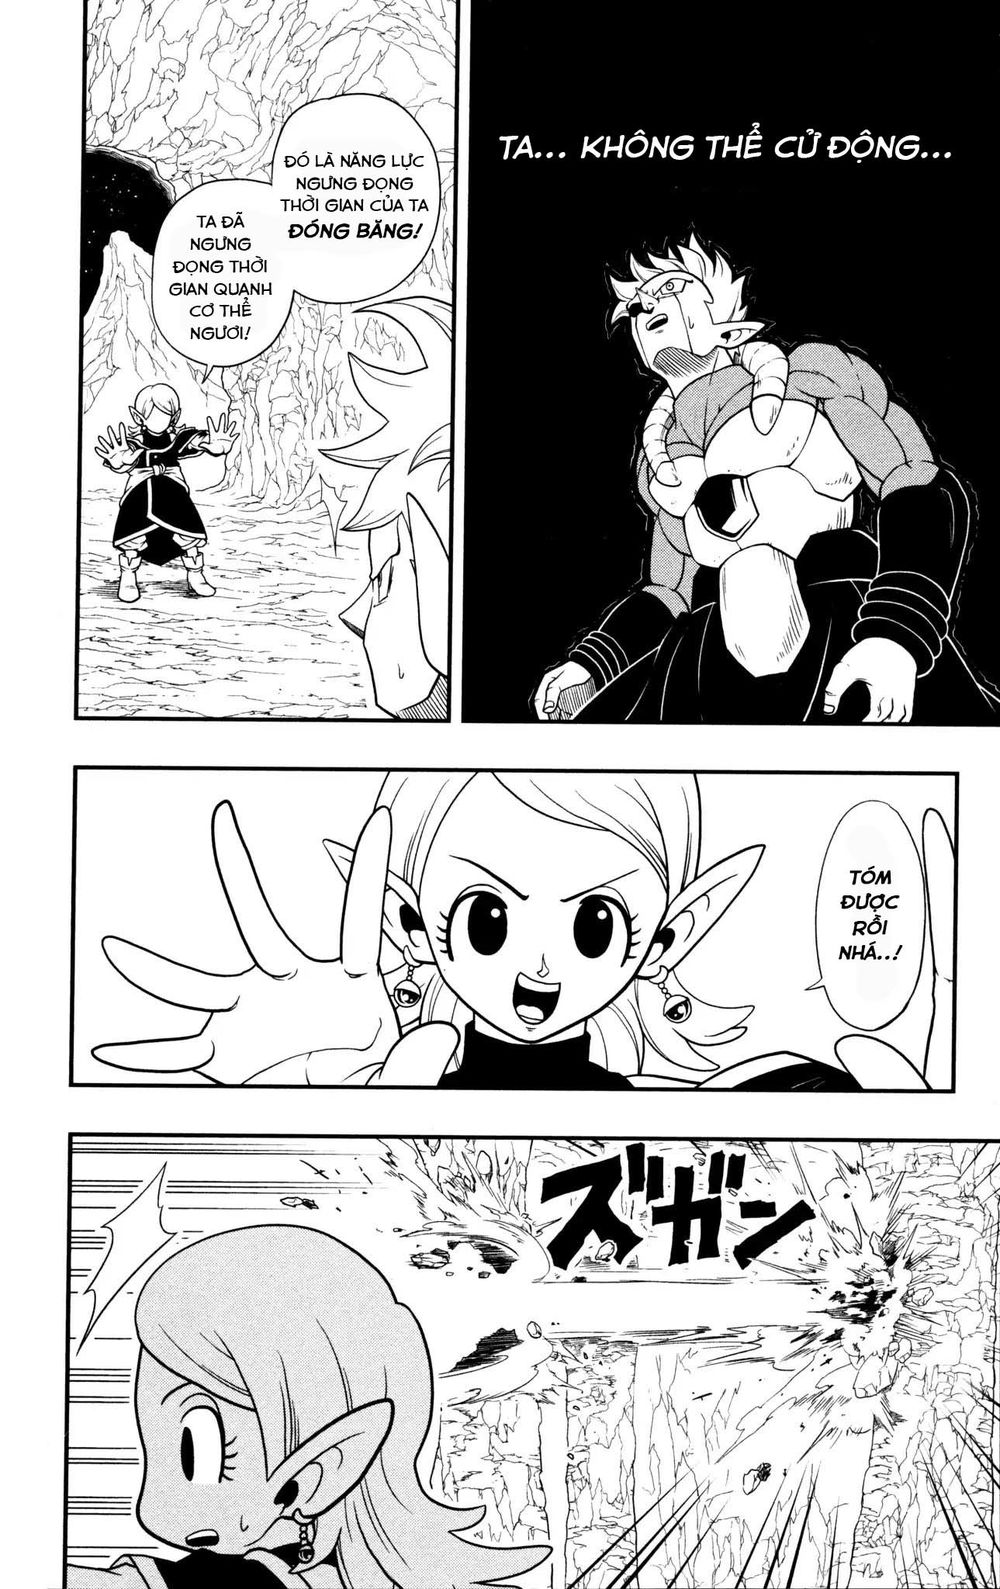 TA... KHÔNG THỂ CỬ ĐỘNG...
ĐÓ LÀ NĂNG LỰC
NGƯNG ĐỌNG
THỜI GIAN CỦA TA
ĐÓNG BĂNG!
TA ĐÃ
NGƯNG
ĐỌNG THỜI
GIAN QUANH
CƠ THỂ
NGƯƠI!
TÓM
ĐƯỢC
RỒI
NHÁ..!
ズガン